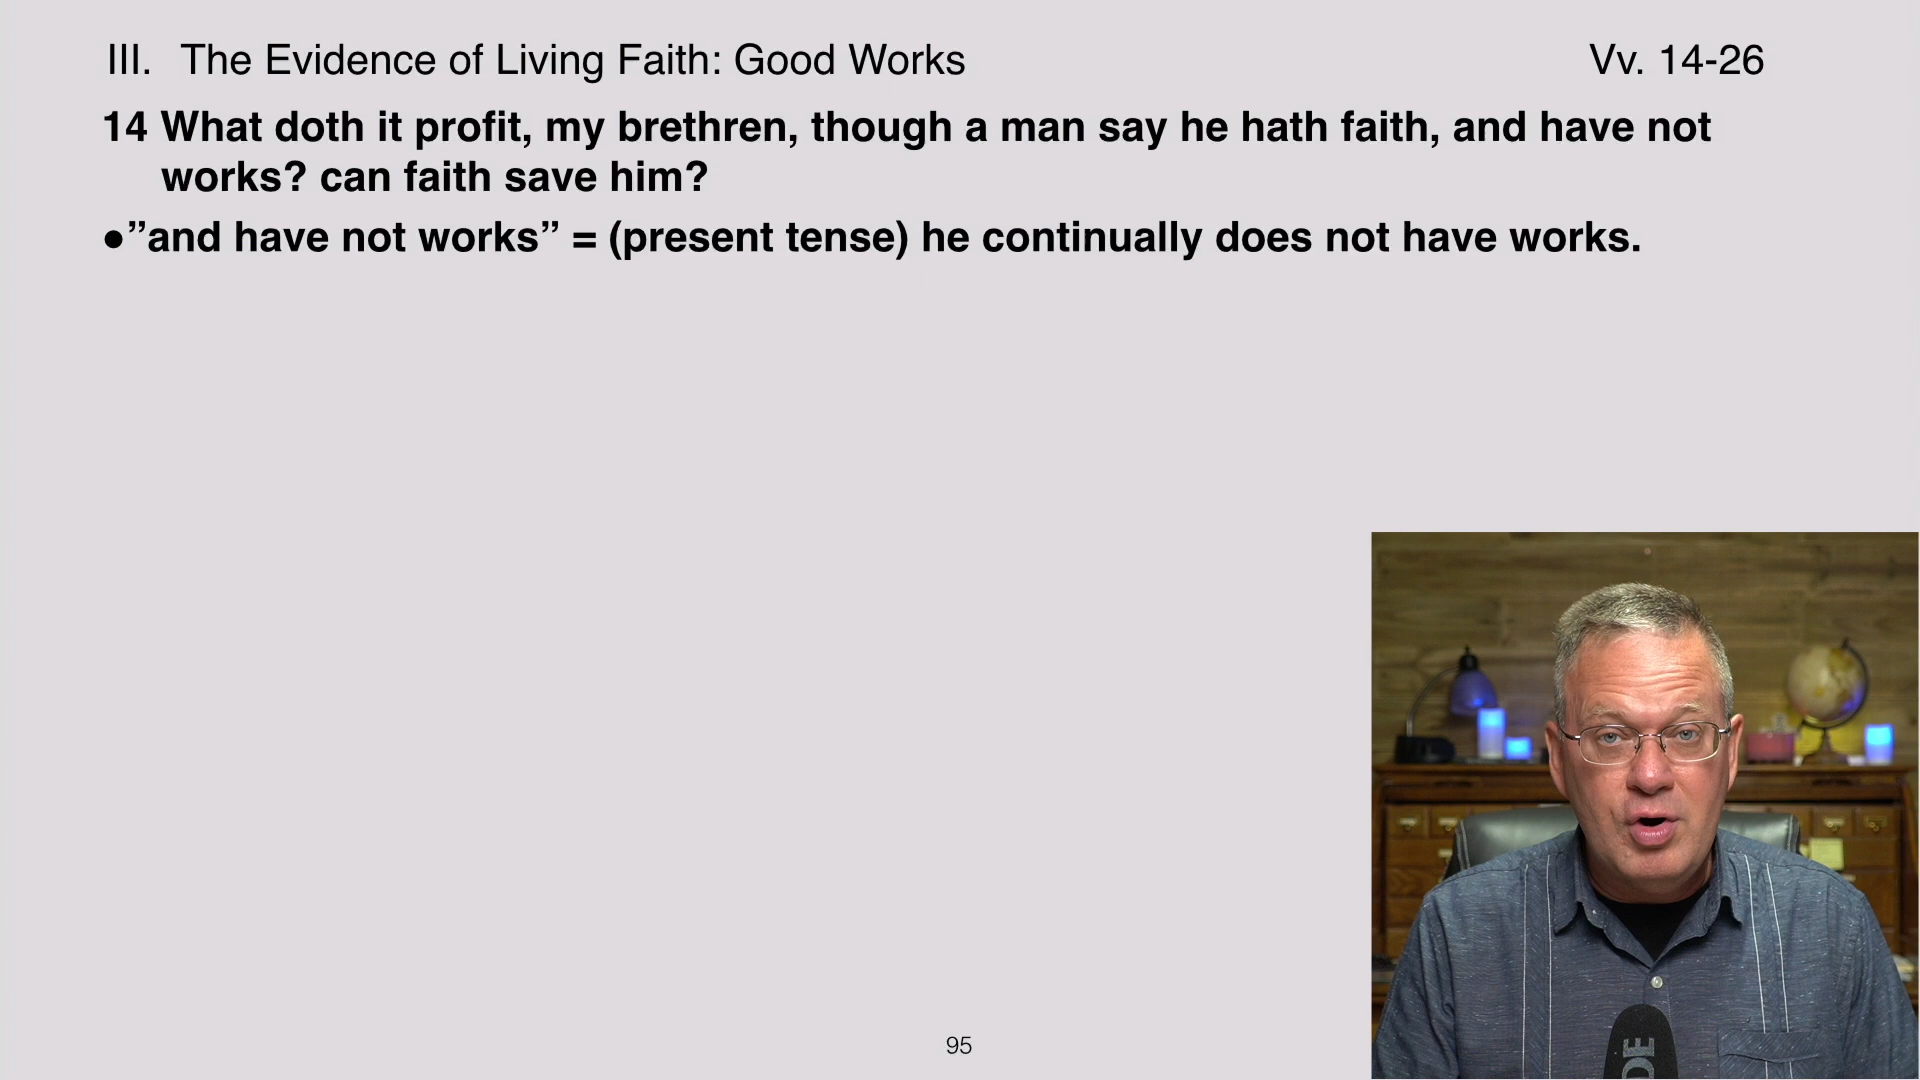 III. The Evidence of Living Faith: Good Works Vv. 14-26
14 What doth it profit, my brethren, though a man say he hath faith, and have not
works? can faith save him?
●”and have not works” = (present tense) he continually does not have works.
95
DE